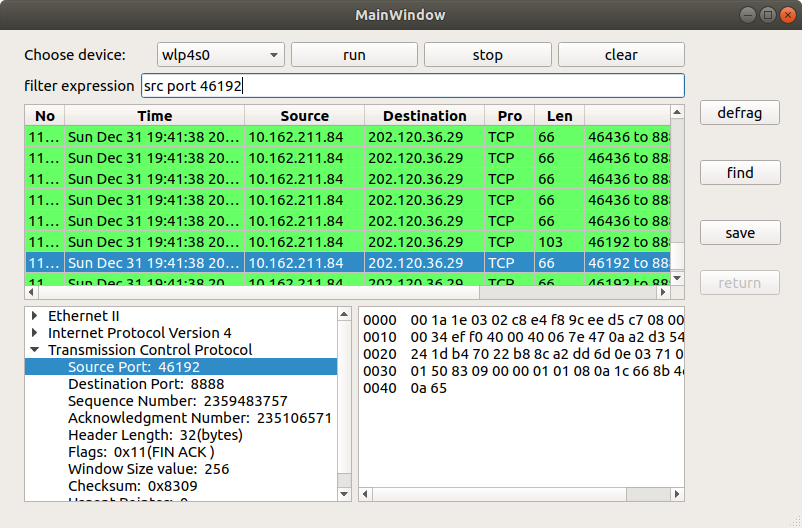 MainWindow
Choose device: wlp4s0 run stop clear
filter expression src port 46192
No Time Source Destination Pro Len
11... Sun Dec 31 19:41:38 20... 10.162.211.84 202.120.36.29 TCP 66 46436 to 888
11... Sun Dec 31 19:41:38 20... 10.162.211.84 202.120.36.29 TCP 66 46436 to 888
11... Sun Dec 31 19:41:38 20... 10.162.211.84 202.120.36.29 TCP 66 46436 to 888
11... Sun Dec 31 19:41:38 20... 10.162.211.84 202.120.36.29 TCP 66 46436 to 888
11... Sun Dec 31 19:41:38 20... 10.162.211.84 202.120.36.29 TCP 66 46436 to 888
11... Sun Dec 31 19:41:38 20... 10.162.211.84 202.120.36.29 TCP 103 46192 to 888
11... Sun Dec 31 19:41:38 20... 10.162.211.84 202.120.36.29 TCP 66 46192 to 888
11... Sun Dec 31 19:41:38 20... 10.162.211.84 202.120.36.29 TCP 66 46192 to 888
defrag
find
save
return
Ethernet II
Internet Protocol Version 4
Transmission Control Protocol
Source Port: 46192
Destination Port: 8888
Sequence Number: 2359483757
Acknowledgment Number: 235106571
Header Length: 32(bytes)
Flags: 0x11(FIN ACK )
Window Size value: 256
Checksum: 0x8309
Urgent Pointer: 0
0000 00 1a 1e 03 02 c8 e4 f8 9c ee d5 c7 08 00
0010 00 34 ef f0 40 00 40 06 7e 47 0a a2 d3 54
0020 24 1d b4 70 22 b8 8c a2 dd 6d 0e 03 71 0
0030 01 50 83 09 00 00 01 01 08 0a 1c 66 8b 46
0040 0a 65